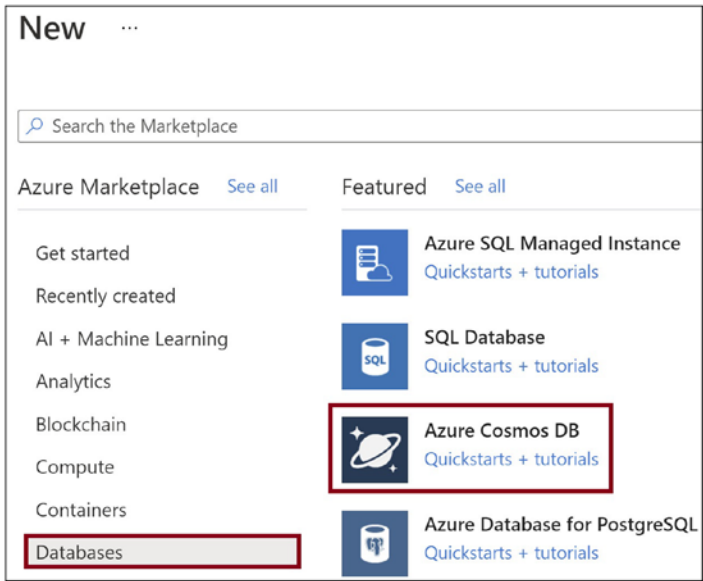 New ...
Search the Marketplace
Azure Marketplace See all
Get started
Recently created
AI + Machine Learning
Analytics
Blockchain
Compute
Containers
Databases
Featured See all
Azure SQL Managed Instance
Quickstarts + tutorials
SQL
SQL Database
Quickstarts + tutorials
Azure Cosmos DB
Quickstarts + tutorials
Azure Database for PostgreSQL
Quickstarts + tutorials